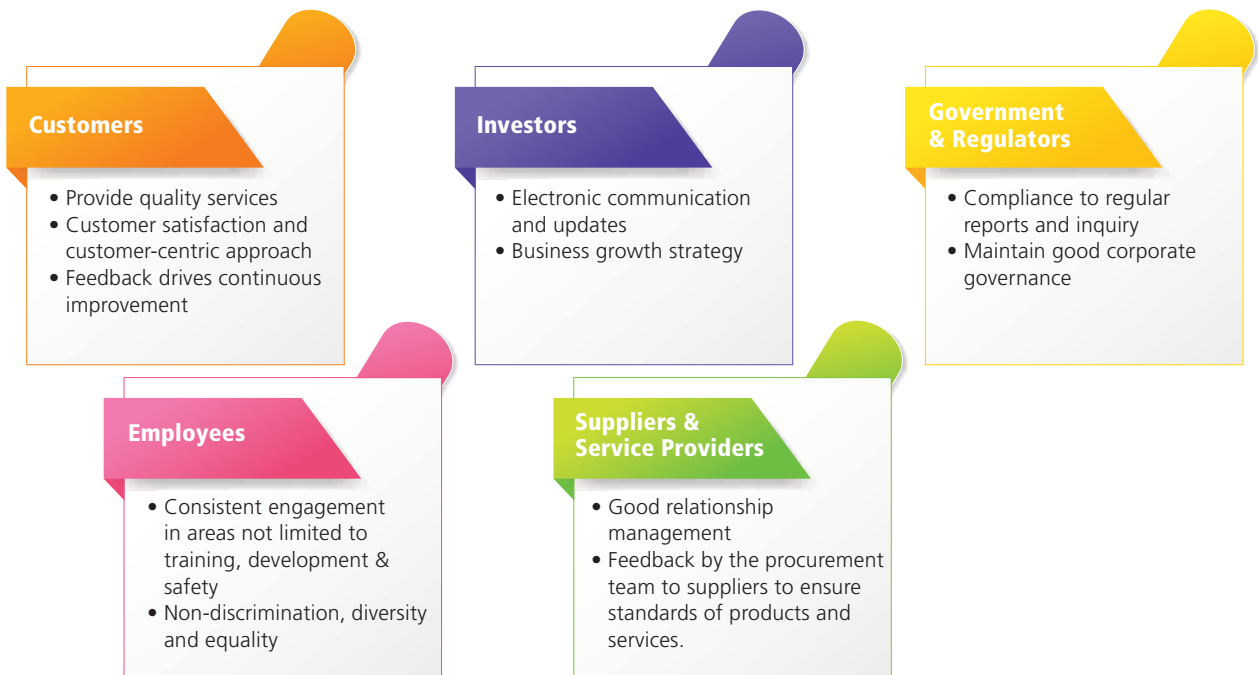 Customers
• Provide quality services
• Customer satisfaction and
customer-centric approach
• Feedback drives continuous
improvement
Investors
• Electronic communication
and updates
• Business growth strategy
Government
& Regulators
• Compliance to regular
reports and inquiry
• Maintain good corporate
governance
Employees
• Consistent engagement
in areas not limited to
training, development &
safety
• Non-discrimination, diversity
and equality
Suppliers &
Service Providers
• Good relationship
management
• Feedback by the procurement
team to suppliers to ensure
standards of products and
services.